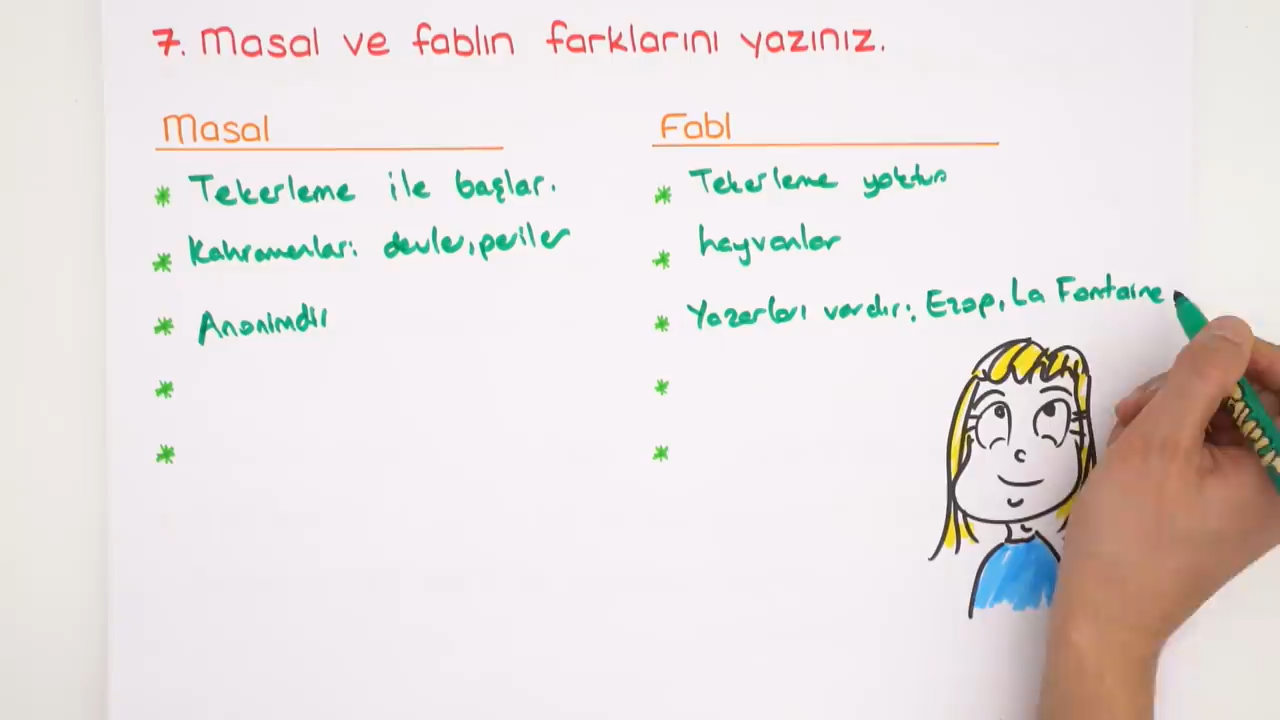 7. Masal ve fablın farklarını yazınız.
Masal
* Tekerleme ile başlar.
* Kahramanları: devler, periler
* Anonimdir
*
*
Fabl
* Tekerleme yoktur
* hayvanlar
* Yazarları vardır; Ezop, La Fontaine
*
*